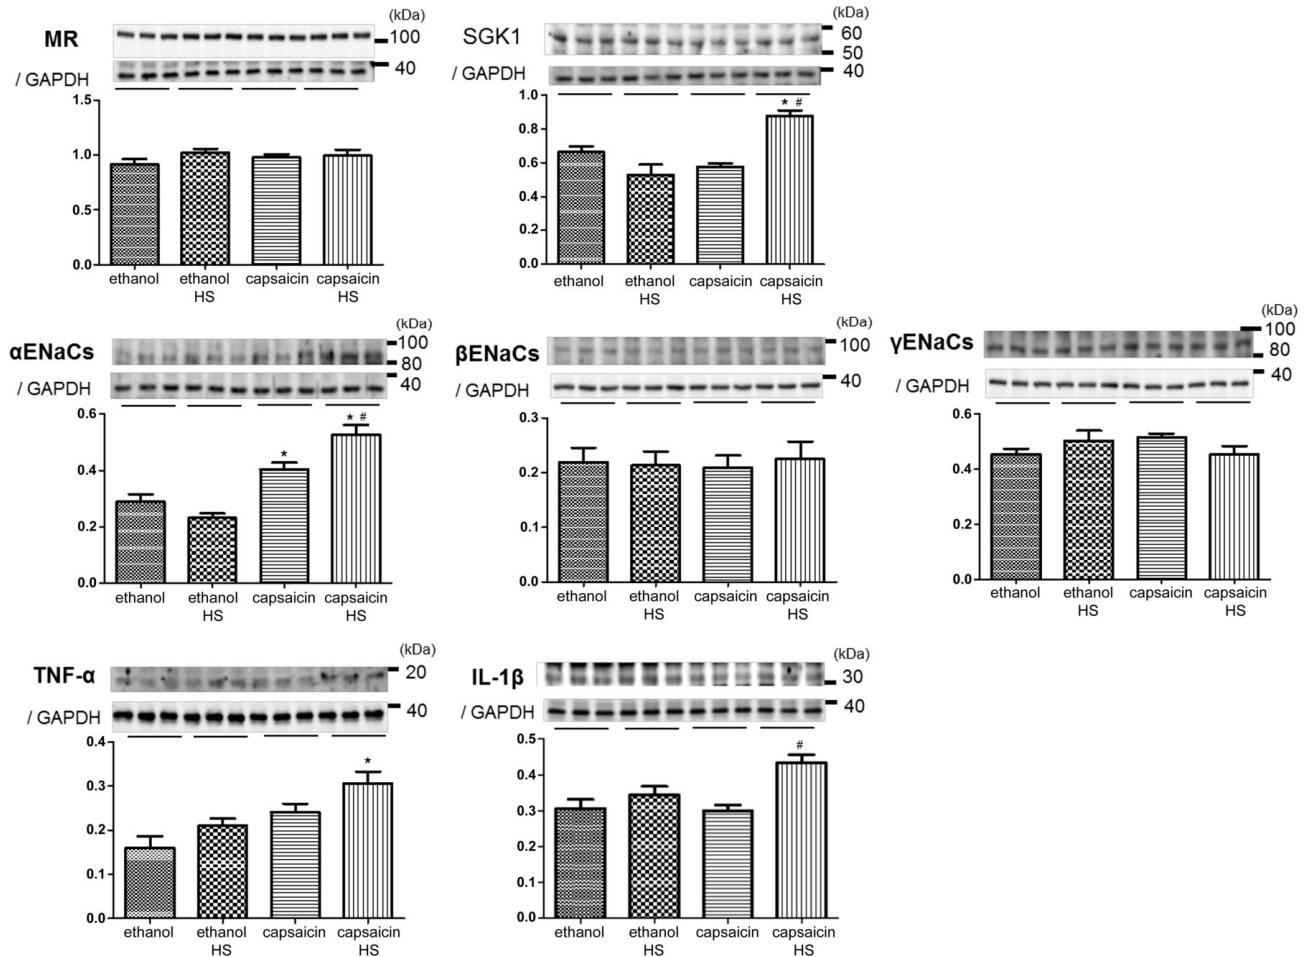 (kDa)
MR
100
/ GAPDH
40
1.5
1.0
0.5
0.0
ethanol
ethanol
HS
capsaicin
capsaicin
HS
SGK1
(kDa)
60
50
/ GAPDH
40
1.0
0.8
0.6
0.4
0.2
0.0
* #
ethanol
ethanol
HS
capsaicin
capsaicin
HS
(kDa)
αENaCs
100
80
/ GAPDH
40
0.6
0.4
0.2
0.0
*
* #
ethanol
ethanol
HS
capsaicin
capsaicin
HS
(kDa)
βENaCs
100
/ GAPDH
40
0.3
0.2
0.1
0.0
ethanol
ethanol
HS
capsaicin
capsaicin
HS
(kDa)
γENaCs
100
80
/ GAPDH
40
0.6
0.4
0.2
0.0
ethanol
ethanol
HS
capsaicin
capsaicin
HS
(kDa)
TNF-α
20
/ GAPDH
40
0.4
0.3
0.2
0.1
0.0
*
ethanol
ethanol
HS
capsaicin
capsaicin
HS
(kDa)
IL-1β
30
/ GAPDH
40
0.5
0.4
0.3
0.2
0.1
0.0
#
ethanol
ethanol
HS
capsaicin
capsaicin
HS